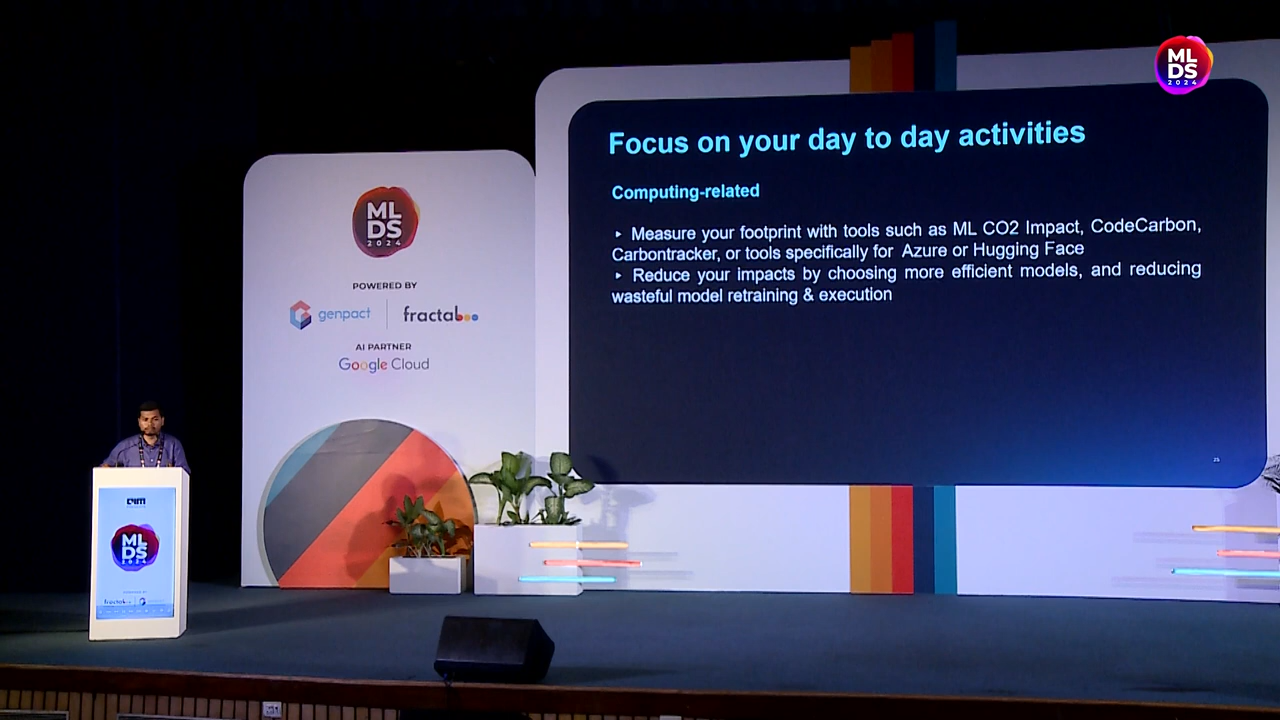 ML
DS
2024
Focus on your day to day activities
Computing-related
‣ Measure your footprint with tools such as ML CO2 Impact, CodeCarbon,
Carbontracker, or tools specifically for Azure or Hugging Face
‣ Reduce your impacts by choosing more efficient models, and reducing
wasteful model retraining & execution
ML
DS
2024
POWERED BY
genpact
fractal
AI PARTNER
Google Cloud
AIM
ML
DS
2024
fractal